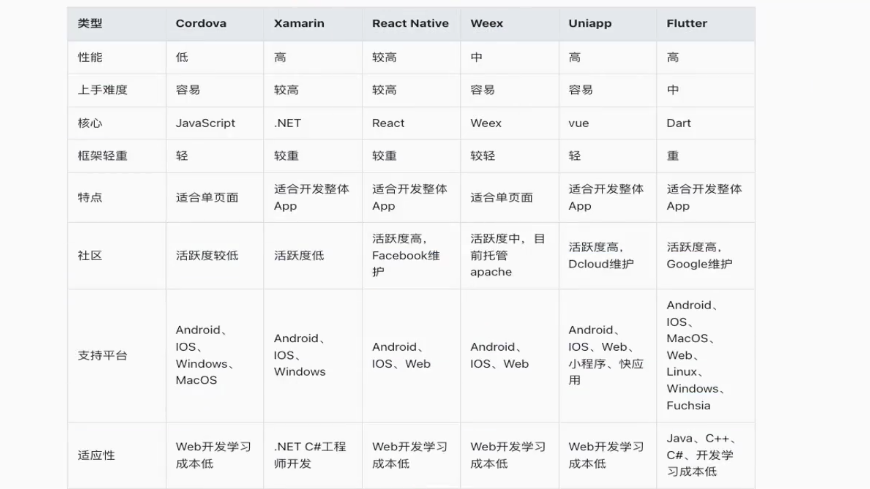 类型 Cordova Xamarin React Native Weex Uniapp Flutter
性能 低 高 较高 中 高 高
上手难度 容易 较高 较高 容易 容易 中
核心 JavaScript .NET React Weex vue Dart
框架轻重 轻 较重 较重 较轻 轻 重
特点 适合单页面 适合开发整体App 适合开发整体App 适合单页面 适合开发整体App 适合开发整体App
社区 活跃度较低 活跃度低 活跃度高，Facebook维护 活跃度中，目前托管apache 活跃度高，Dcloud维护 活跃度高，Google维护
支持平台 Android、IOS、Windows、MacOS Android、IOS、Windows Android、IOS、Web Android、IOS、Web Android、IOS、Web、小程序、快应用 Android、IOS、MacOS、Web、Linux、Windows、Fuchsia
适应性 Web开发学习成本低 .NET C#工程师开发 Web开发学习成本低 Web开发学习成本低 Web开发学习成本低 Java、C++、C#、开发学习成本低